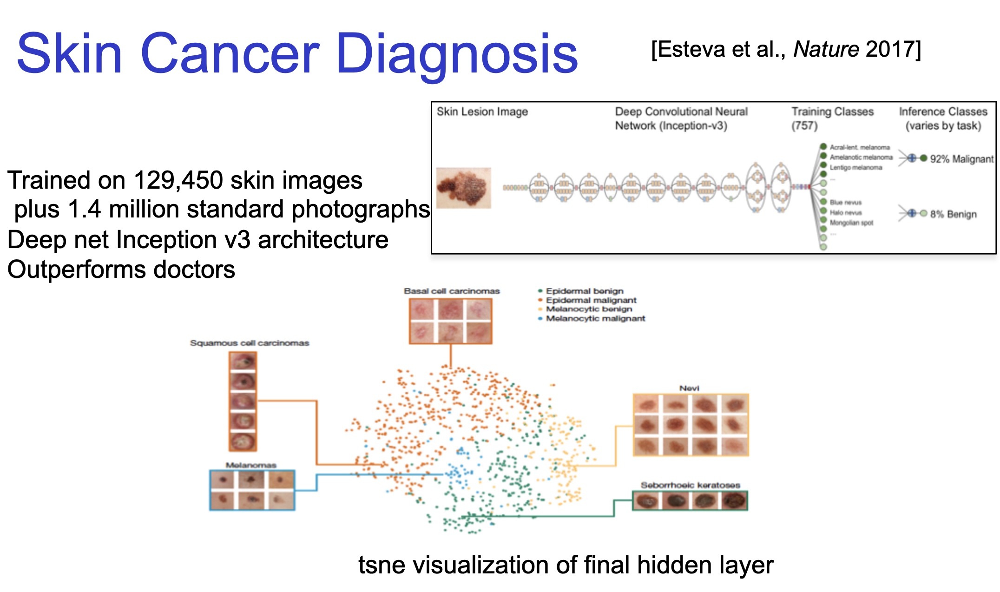 Skin Cancer Diagnosis
[Esteva et al., Nature 2017]
Skin Lesion Image
Deep Convolutional Neural
Network (Inception-v3)
Training Classes
(757)
Inference Classes
(varies by task)
Acral-lent. melanoma
Amelanotic melanoma
Lentigo melanoma
...
Blue nevus
Halo nevus
Mongolian spot
...
92% Malignant
8% Benign
Trained on 129,450 skin images
plus 1.4 million standard photographs
Deep net Inception v3 architecture
Outperforms doctors
Basal cell carcinomas
Epidermal benign
Epidermal malignant
Melanocytic benign
Melanocytic malignant
Squamous cell carcinomas
Nevi
Melanomas
Seborrhoeic keratoses
tsne visualization of final hidden layer